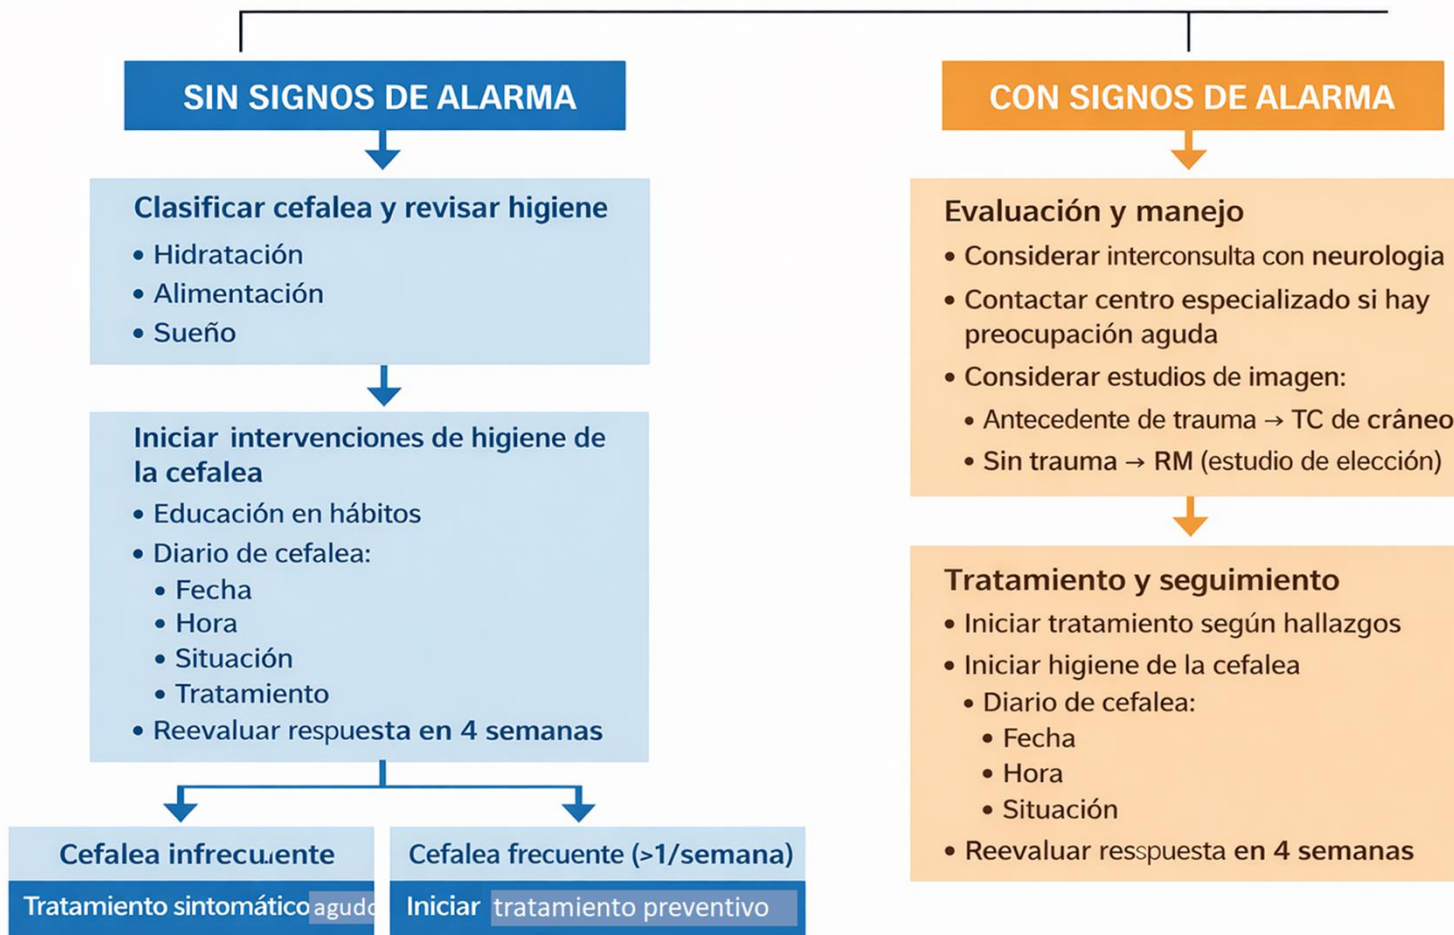 SIN SIGNOS DE ALARMA
Clasificar cefalea y revisar higiene
• Hidratación
• Alimentación
• Sueño
Iniciar intervenciones de higiene de
la cefalea
• Educación en hábitos
• Diario de cefalea:
• Fecha
• Hora
• Situación
• Tratamiento
• Reevaluar respuesta en 4 semanas
Cefalea infrecuente
Tratamiento sintomático agudo
Cefalea frecuente (>1/semana)
Iniciar tratamiento preventivo
CON SIGNOS DE ALARMA
Evaluación y manejo
• Considerar interconsulta con neurologia
• Contactar centro especializado si hay
preocupación aguda
• Considerar estudios de imagen:
• Antecedente de trauma → TC de cráneo
• Sin trauma → RM (estudio de elección)
Tratamiento y seguimiento
• Iniciar tratamiento según hallazgos
• Iniciar higiene de la cefalea
• Diario de cefalea:
• Fecha
• Hora
• Situación
• Reevaluar resspuesta en 4 semanas